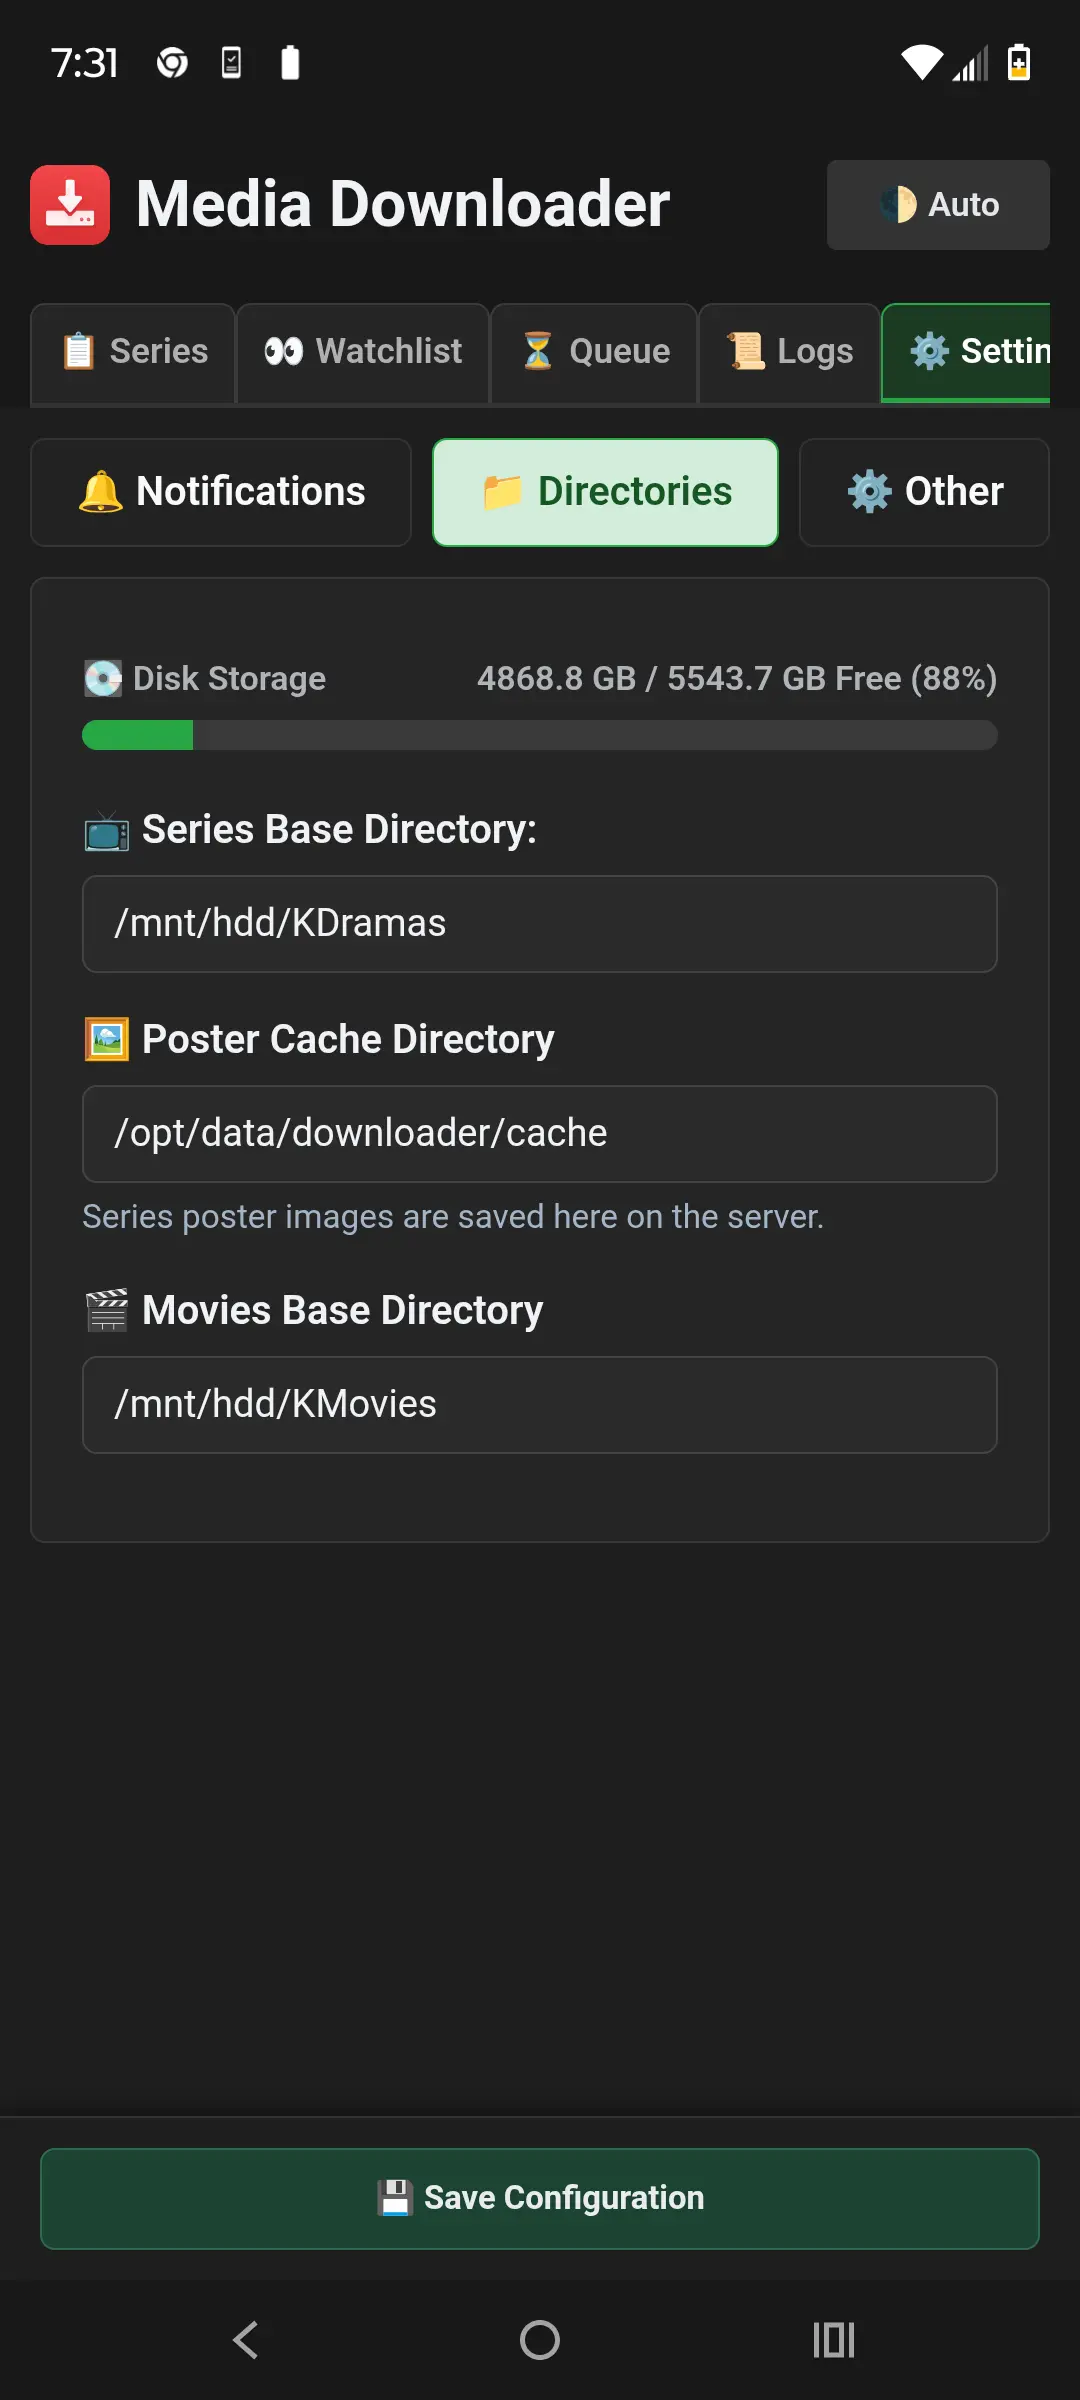 7:31
Media Downloader
🌓 Auto
📋 Series
👀 Watchlist
⏳ Queue
📜 Logs
⚙️ Settin
🔔 Notifications
📁 Directories
⚙️ Other
💽 Disk Storage
4868.8 GB / 5543.7 GB Free (88%)
📺 Series Base Directory:
/mnt/hdd/KDramas
🖼️ Poster Cache Directory
/opt/data/downloader/cache
Series poster images are saved here on the server.
🎬 Movies Base Directory
/mnt/hdd/KMovies
💾 Save Configuration